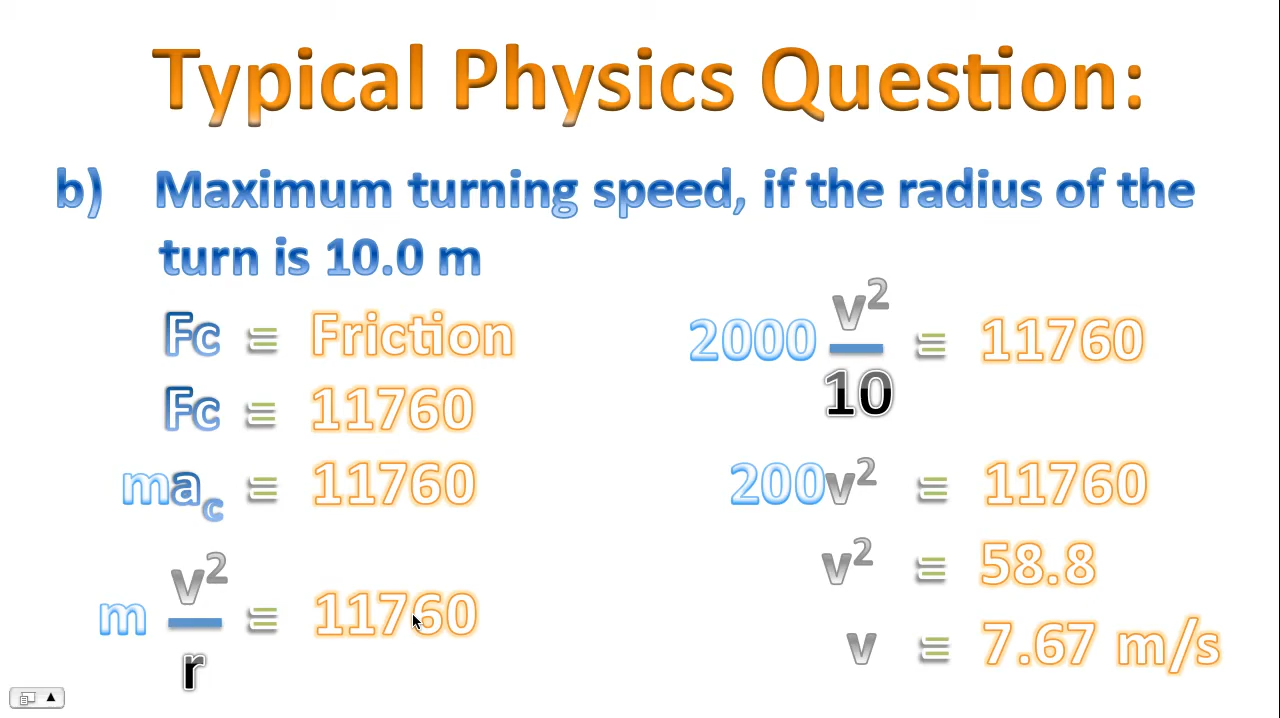 Typical Physics Question:
b) Maximum turning speed, if the radius of the
turn is 10.0 m
Fc = Friction
Fc = 11760
ma_c = 11760
m v²/r = 11760
2000 v²/10 = 11760
200v² = 11760
v² = 58.8
v = 7.67 m/s